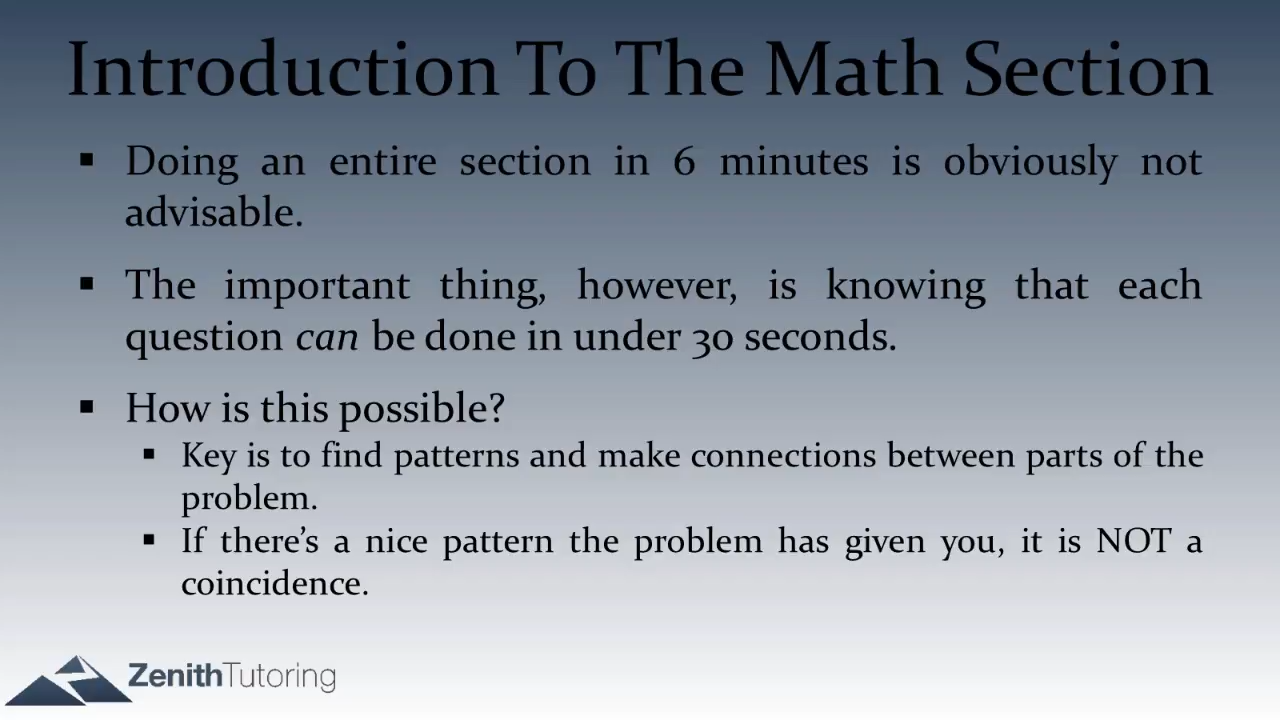 Introduction To The Math Section
▪ Doing an entire section in 6 minutes is obviously not
advisable.
▪ The important thing, however, is knowing that each
question can be done in under 30 seconds.
▪ How is this possible?
▪ Key is to find patterns and make connections between parts of the
problem.
▪ If there’s a nice pattern the problem has given you, it is NOT a
coincidence.
ZenithTutoring